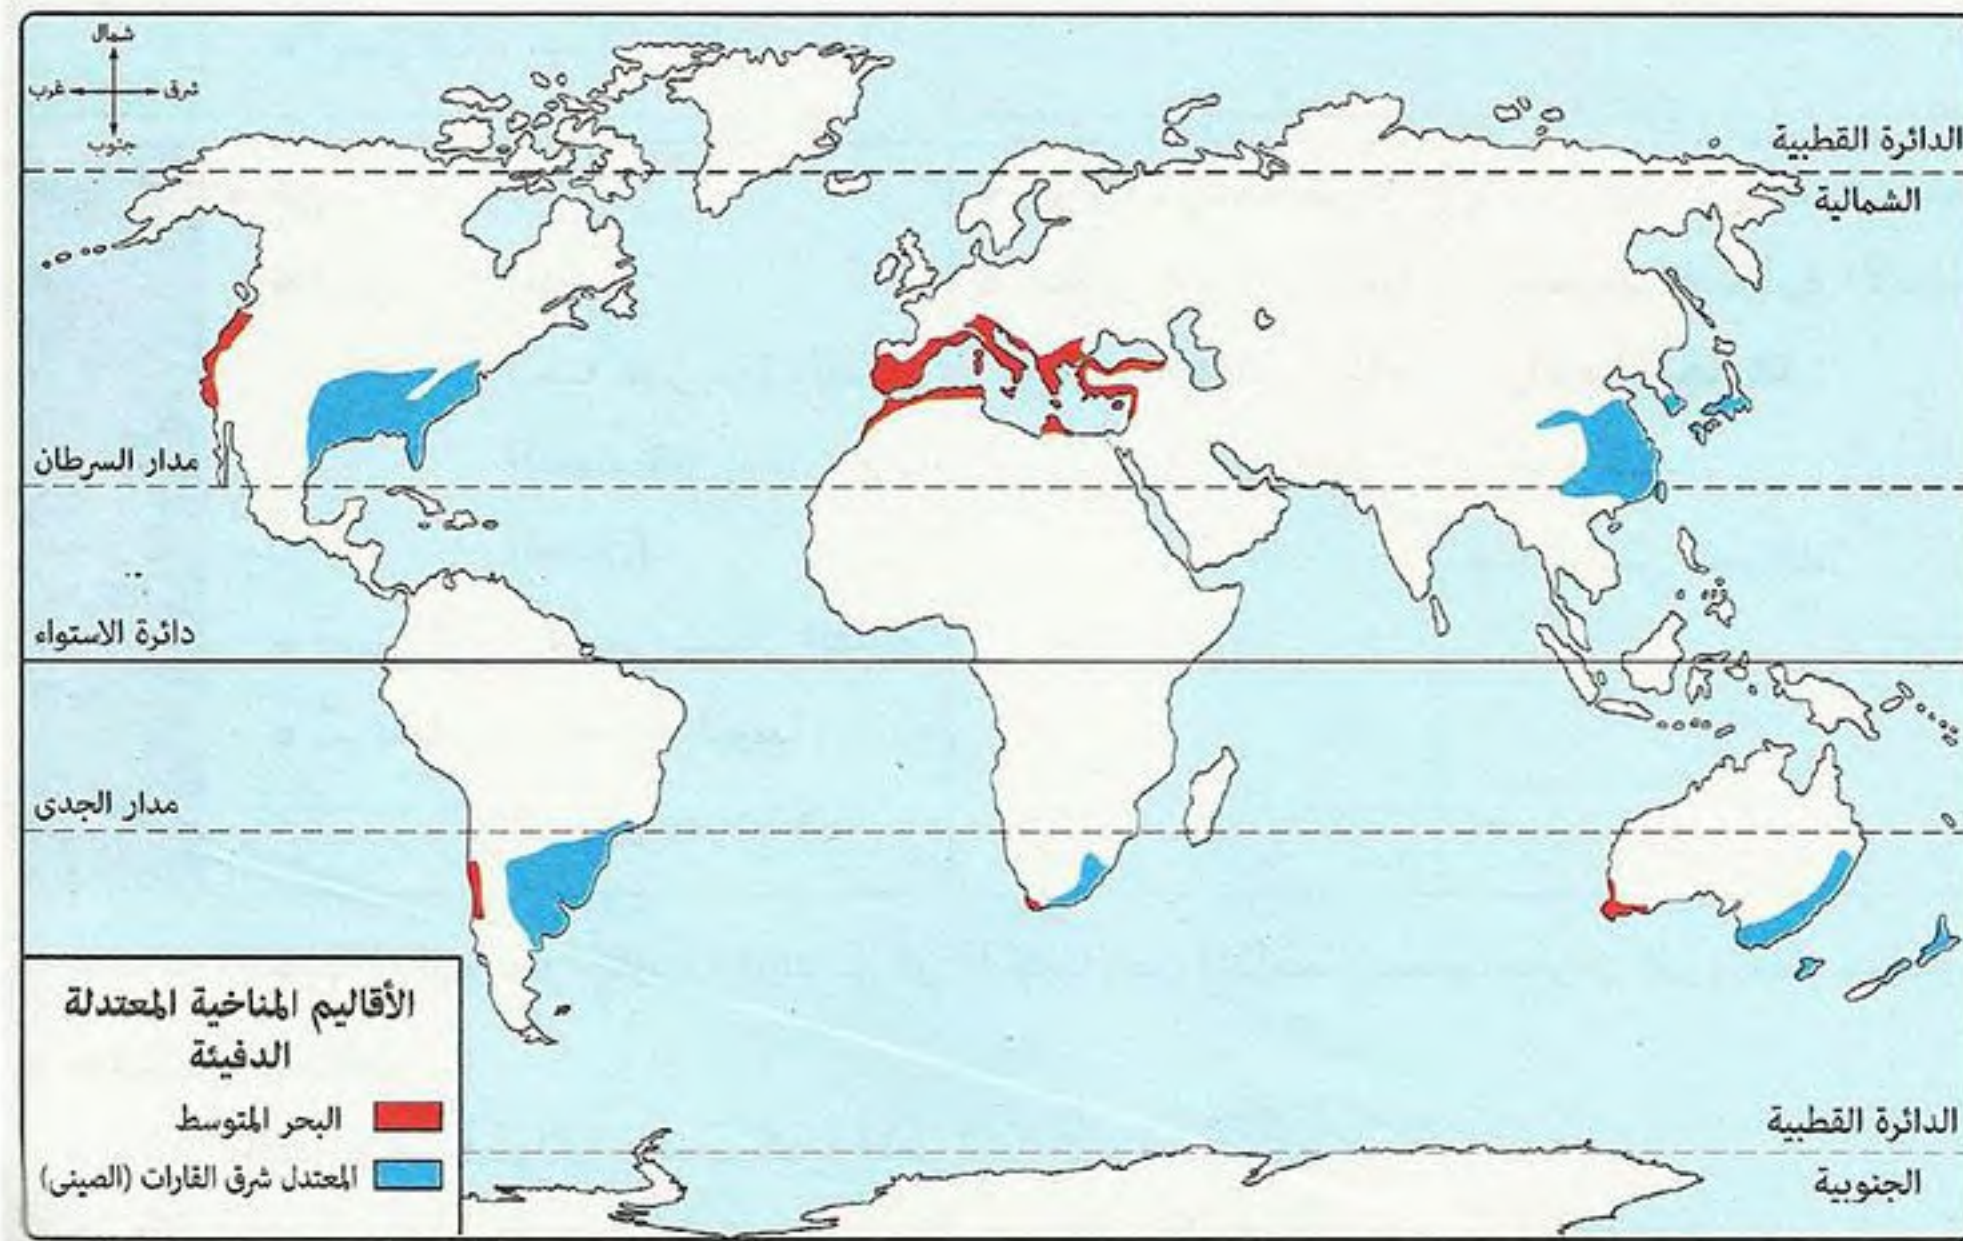 شمال
شرق
غرب
جنوب
الدائرة القطبية
الشمالية
مدار السرطان
دائرة الاستواء
مدار الجدى
الأقاليم المناخية المعتدلة
الدفيئة
البحر المتوسط
المعتدل شرق القارات (الصينى)
الدائرة القطبية
الجنوبية